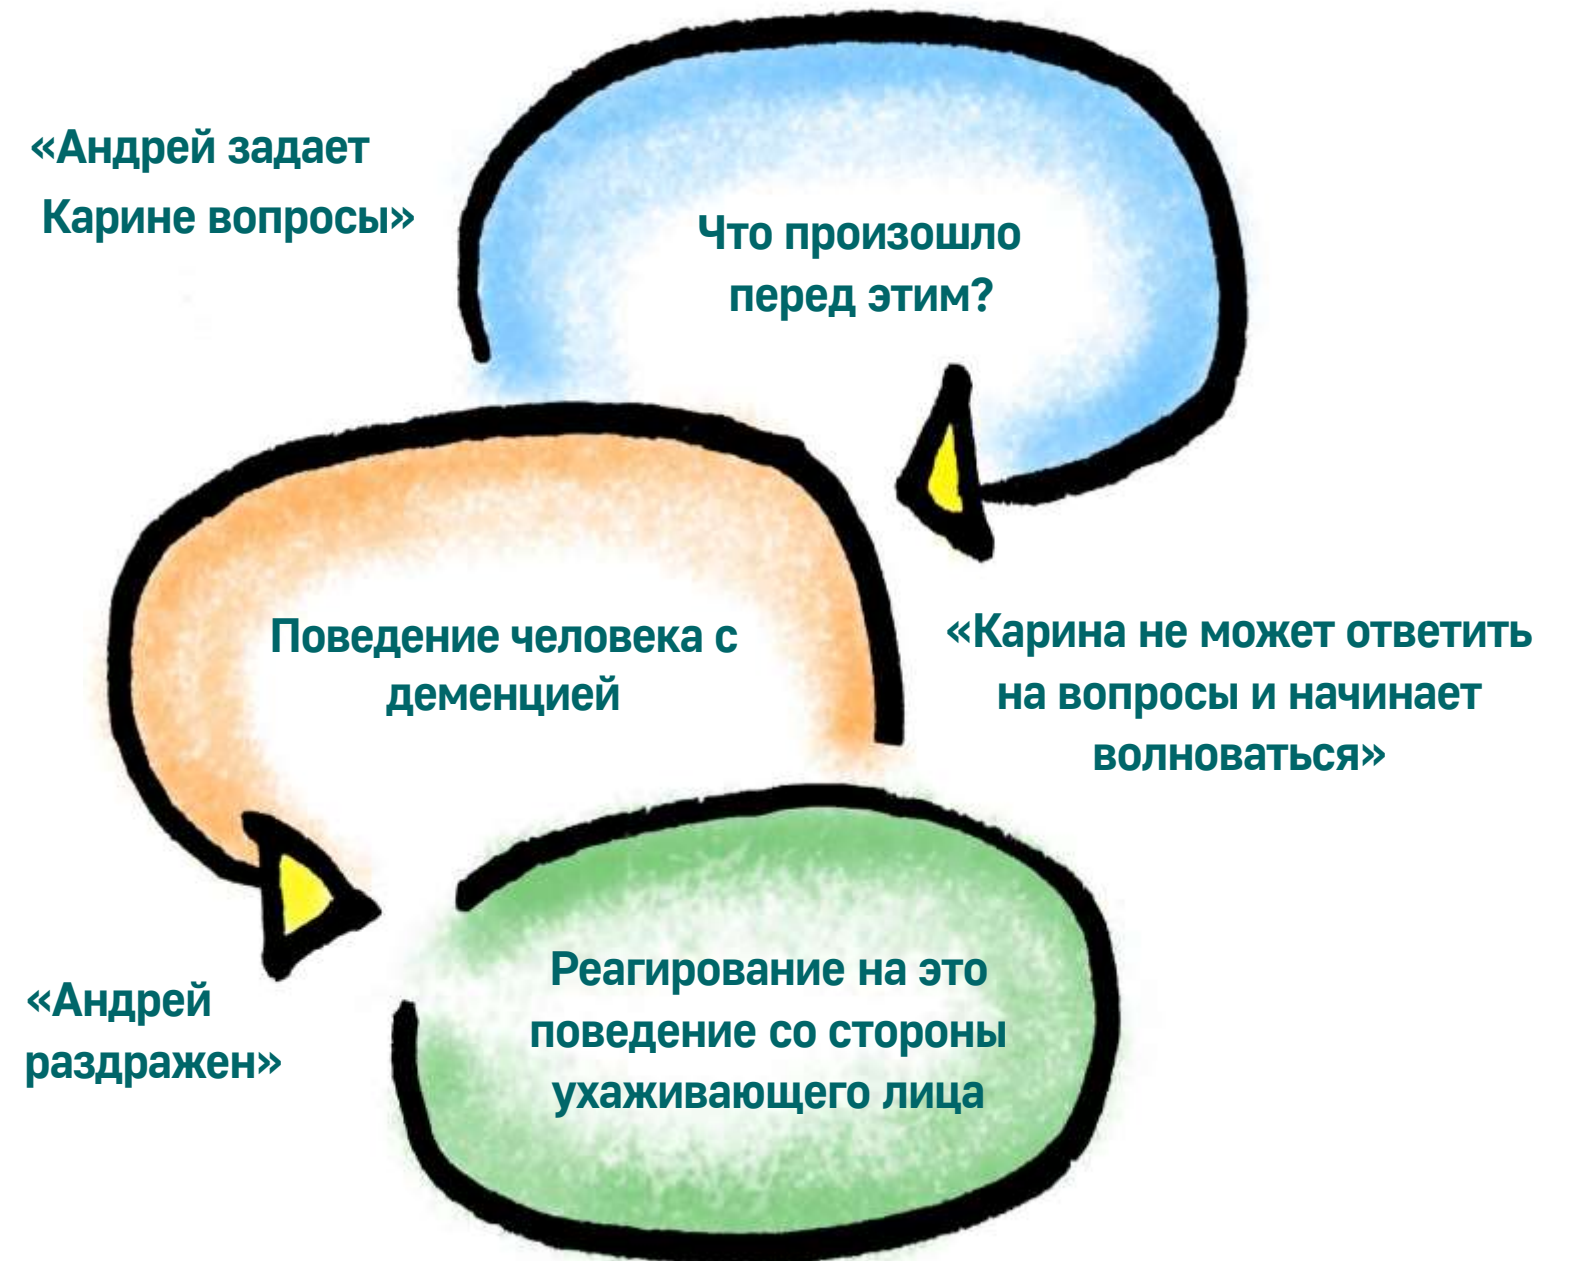 «Андрей задает
Карине вопросы»
Что произошло
перед этим?
Поведение человека с
деменцией
«Карина не может ответить
на вопросы и начинает
волноваться»
«Андрей
раздражен»
Реагирование на это
поведение со стороны
ухаживающего лица